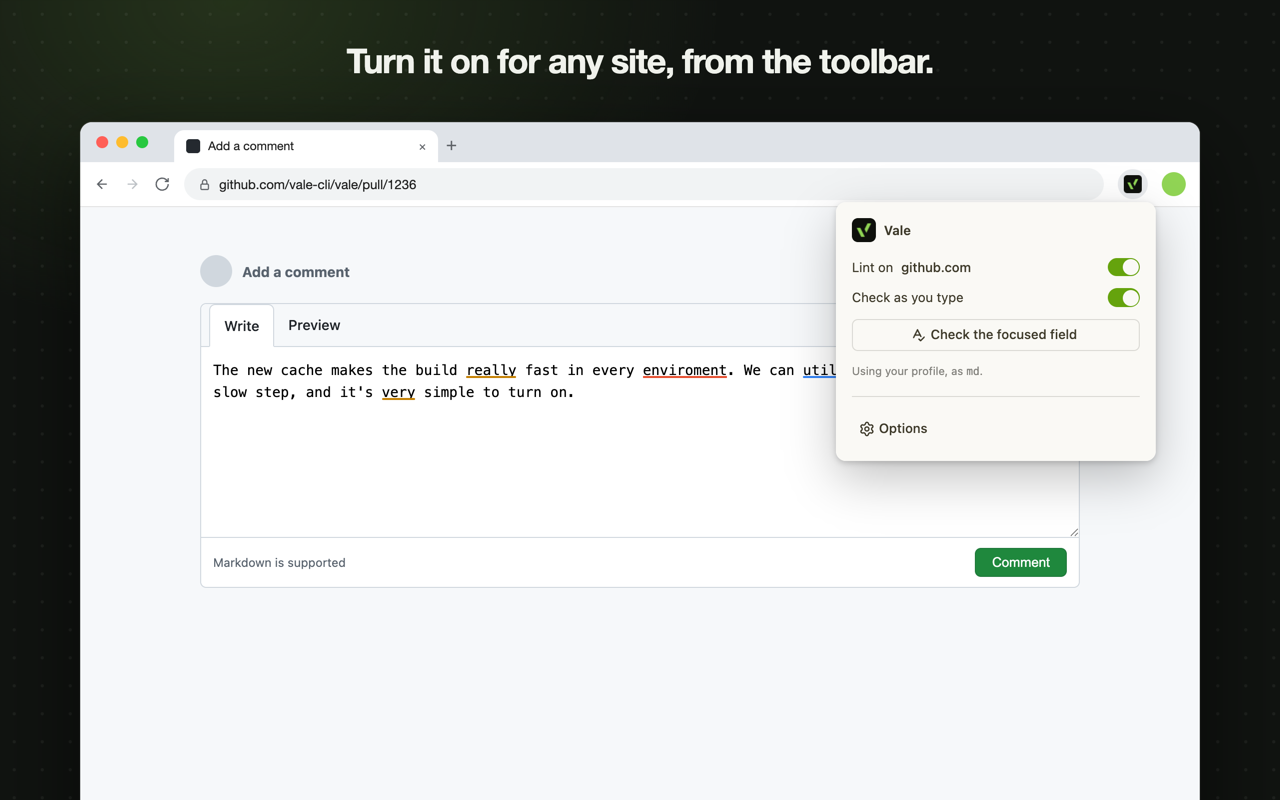 Turn it on for any site, from the toolbar.
Add a comment
github.com/vale-cli/vale/pull/1236
Vale
Lint on github.com
Check as you type
Check the focused field
Using your profile, as md.
Options
Add a comment
Write Preview
The new cache makes the build really fast in every enviroment. We can
slow step, and it's very simple to turn on.
Markdown is supported
Comment